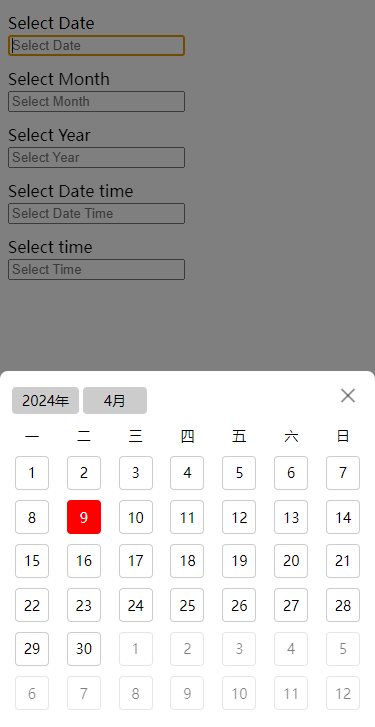 Select Date
Select Date
Select Month
Select Month
Select Year
Select Year
Select Date time
Select Date Time
Select time
Select Time
2024年 4月
一 二 三 四 五 六 日
1 2 3 4 5 6 7
8 9 10 11 12 13 14
15 16 17 18 19 20 21
22 23 24 25 26 27 28
29 30 1 2 3 4 5
6 7 8 9 10 11 12